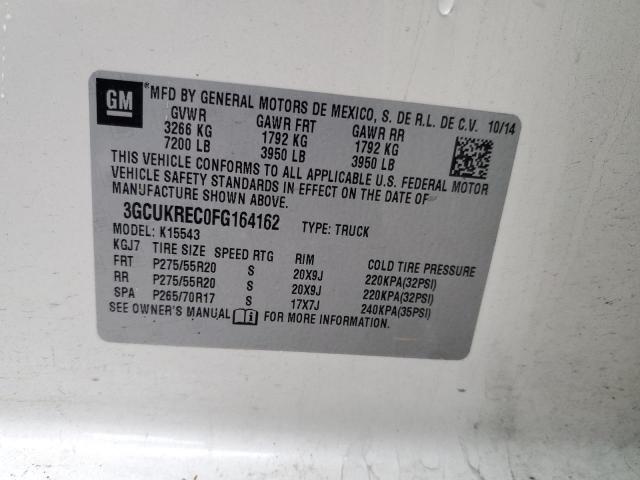 GM *MFD BY GENERAL MOTORS DE MEXICO, S. DE R.L. DE C.V. 10/14
GVWR GAWR FRT GAWR RR
3266 KG 1792 KG 1792 KG
7200 LB 3950 LB 3950 LB
THIS VEHICLE CONFORMS TO ALL APPLICABLE U.S. FEDERAL MOTOR
VEHICLE SAFETY STANDARDS IN EFFECT ON THE DATE OF
MANUFACTURE SHOWN ABOVE.
3GCUKREC0FG164162 TYPE: TRUCK
MODEL: K15543
KGJ7 TIRE SIZE SPEED RTG RIM COLD TIRE PRESSURE
FRT P275/55R20 S 20X9J 220KPA(32PSI)
RR P275/55R20 S 20X9J 220KPA(32PSI)
SPA P265/70R17 S 17X7J 240KPA(35PSI)
SEE OWNER'S MANUAL FOR MORE INFORMATION.